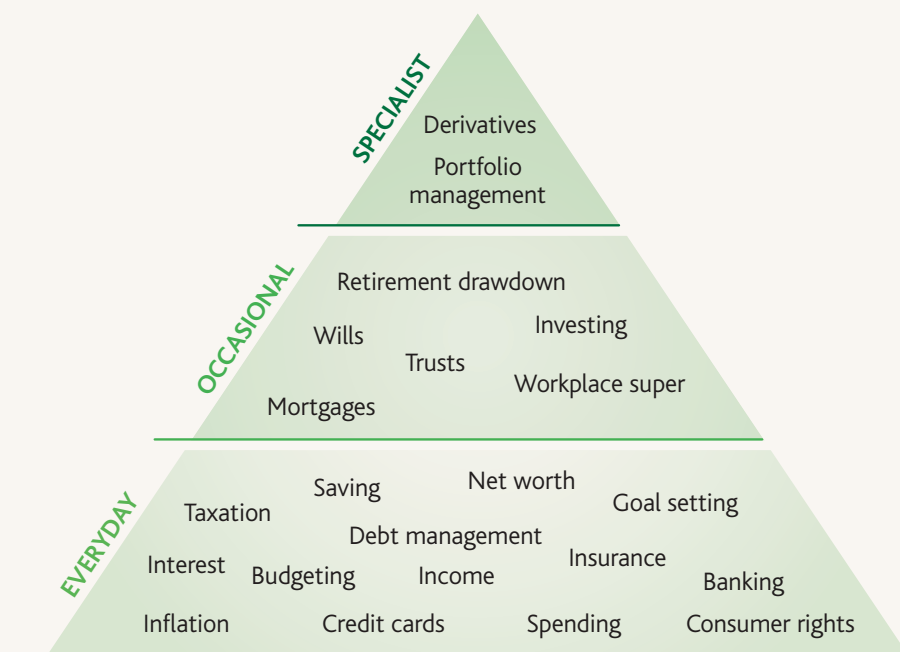 SPECIALIST
Derivatives
Portfolio
management
OCCASIONAL
Retirement drawdown
Investing
Wills
Trusts
Workplace super
Mortgages
EVERYDAY
Net worth
Saving
Goal setting
Taxation
Debt management
Insurance
Interest
Budgeting
Income
Banking
Inflation
Credit cards
Spending
Consumer rights